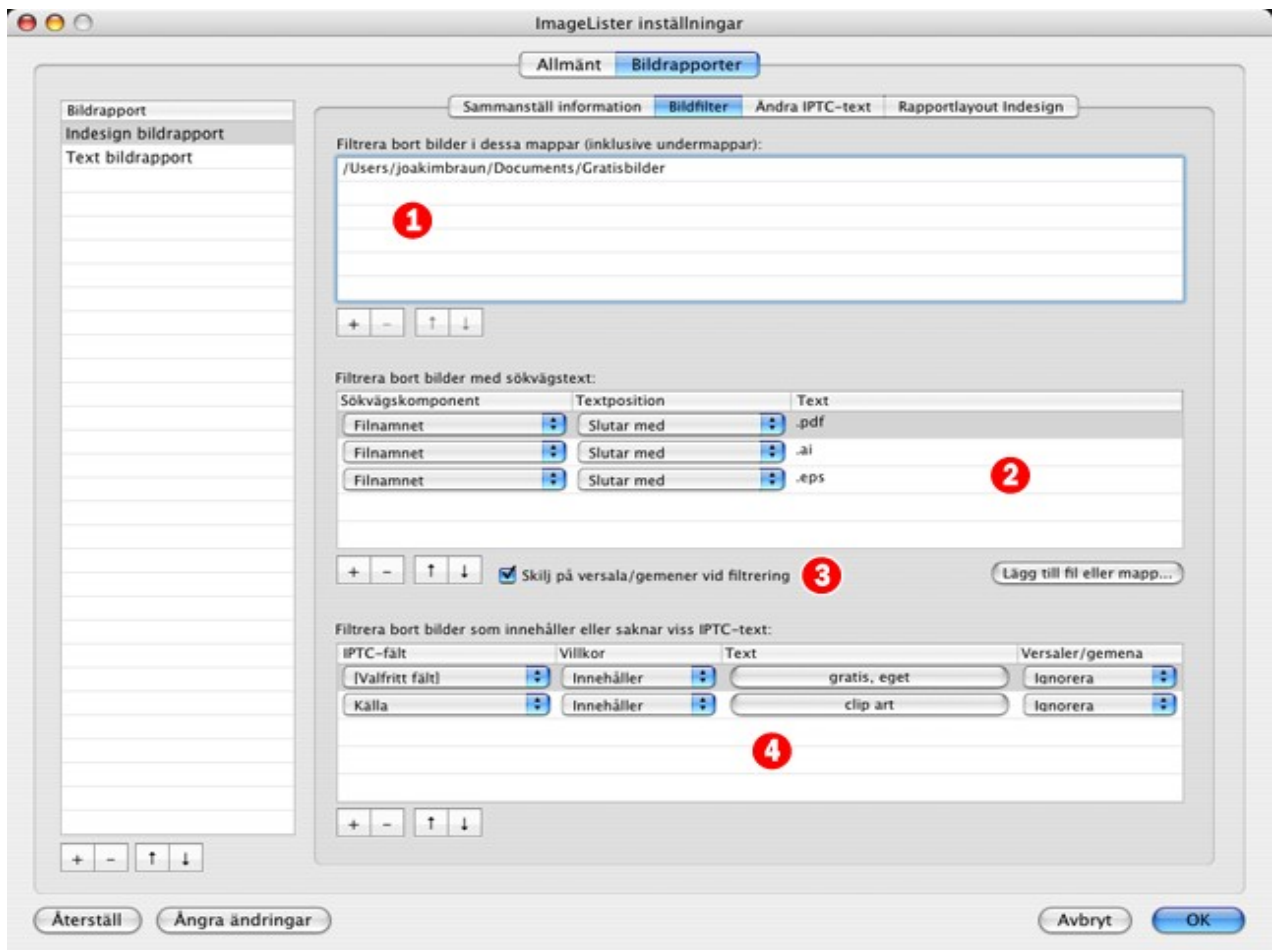 ImageLister inställningar
Allmänt Bildrapporter
Bildrapport
Indesign bildrapport
Text bildrapport
Sammanställ information Bildfilter Ändra IPTC-text Rapportlayout Indesign
Filtrera bort bilder i dessa mappar (inklusive undermappar):
/Users/joakimbraun/Documents/Gratisbilder
1
+ - ↑ ↓
Filtrera bort bilder med sökvägstext:
Sökvägskomponent Textposition Text
Filnamnet Slutar med .pdf
Filnamnet Slutar med .ai
Filnamnet Slutar med .eps
2
+ - ↑ ↓ Skilj på versala/gemener vid filtrering 3 Lägg till fil eller mapp...
Filtrera bort bilder som innehåller eller saknar viss IPTC-text:
IPTC-fält Villkor Text Versaler/gemena
[Valfritt fält] Innehåller gratis, eget Ignorera
Källa Innehåller clip art Ignorera
4
+ - ↑ ↓
+ - ↑ ↓
Återställ Ångra ändringar Avbryt OK